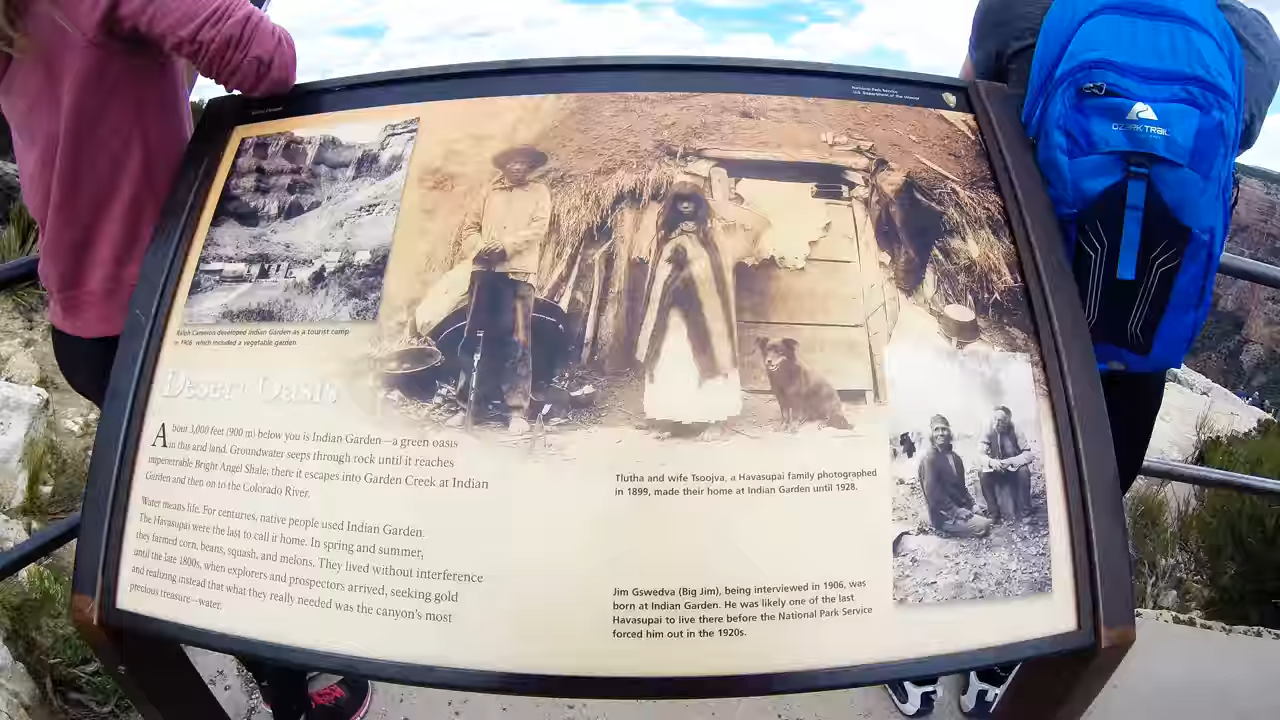 National Park Service
U.S. Department of the Interior
OZARK TRAIL
Ralph Cameron developed Indian Garden as a tourist camp
in 1906 which included a vegetable garden.
Desert Oasis
About 3,000 feet (900 m) below you is Indian Garden—a green oasis
in this arid land. Groundwater seeps through rock until it reaches
impenetrable Bright Angel Shale; there it escapes into Garden Creek at Indian
Garden and then on to the Colorado River.
Water means life. For centuries, native people used Indian Garden.
The Havasupai were the last to call it home. In spring and summer,
they farmed corn, beans, squash, and melons. They lived without interference
until the late 1800s, when explorers and prospectors arrived, seeking gold
and realizing instead that what they really needed was the canyon's most
precious treasure—water.
Tlutha and wife Tsoojva, a Havasupai family photographed
in 1899, made their home at Indian Garden until 1928.
Jim Gswedva (Big Jim), being interviewed in 1906, was
born at Indian Garden. He was likely one of the last
Havasupai to live there before the National Park Service
forced him out in the 1920s.